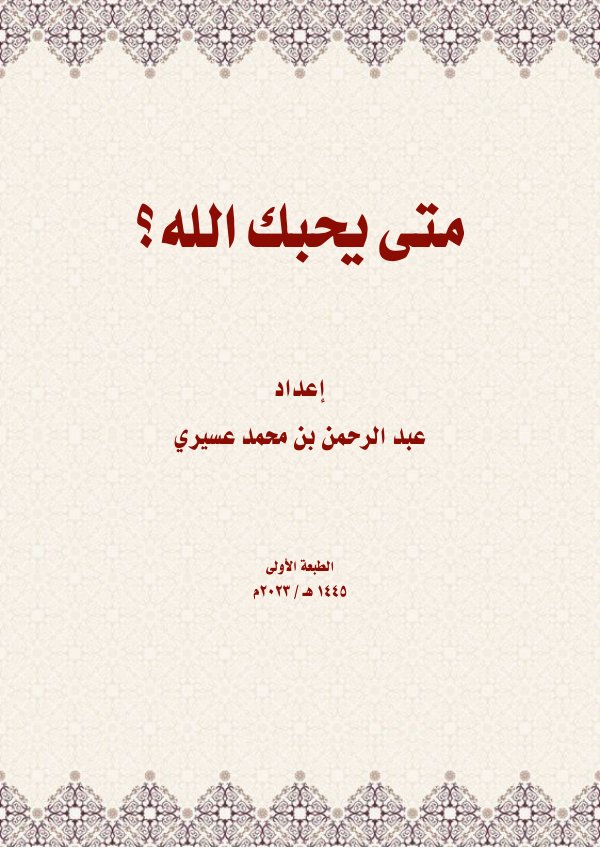 متى يحبك الله؟
إعداد
عبد الرحمن بن محمد عسيري
الطبعة الأولى
١٤٤٥ هـ / ٢٠٢٣م